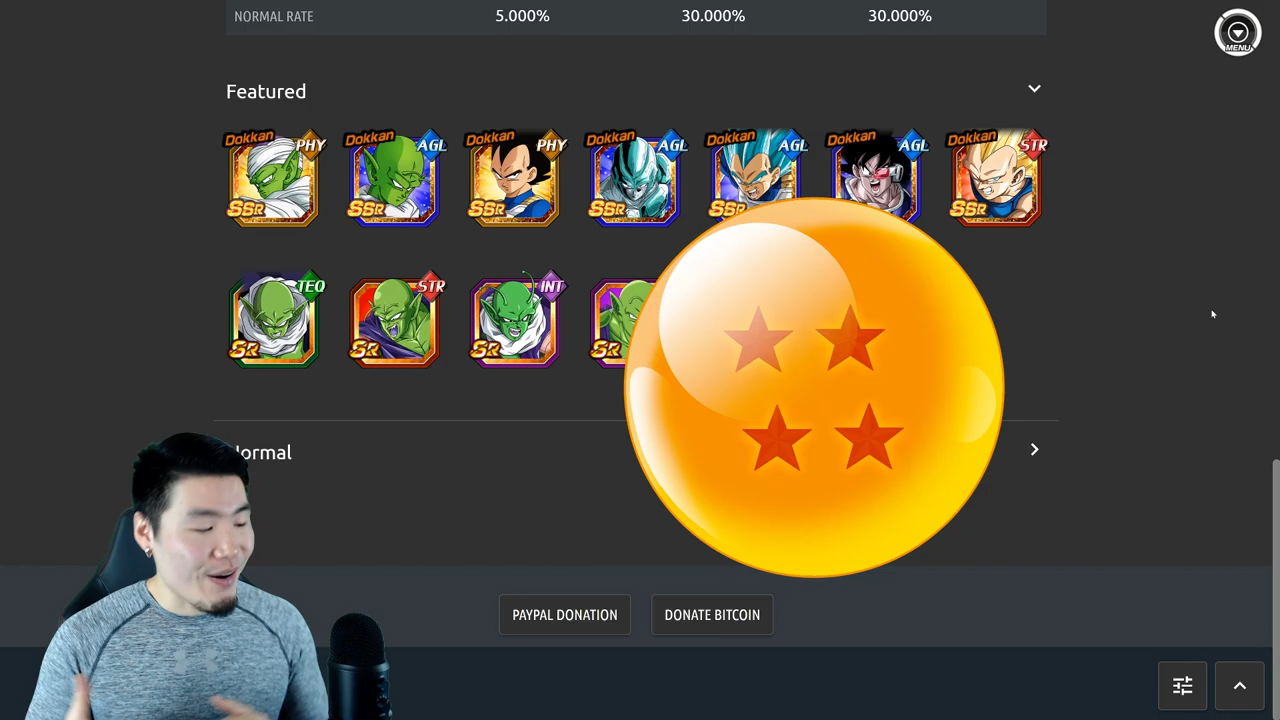 NORMAL RATE 5.000% 30.000% 30.000%
MENU
Featured
Dokkan PHY SSR
Dokkan AGL SSR
Dokkan PHY SSR
Dokkan AGL SSR
Dokkan AGL SSR
Dokkan AGL
Dokkan STR SSR
TEQ SR
STR SR
INT SR
SR
ormal
PAYPAL DONATION
DONATE BITCOIN